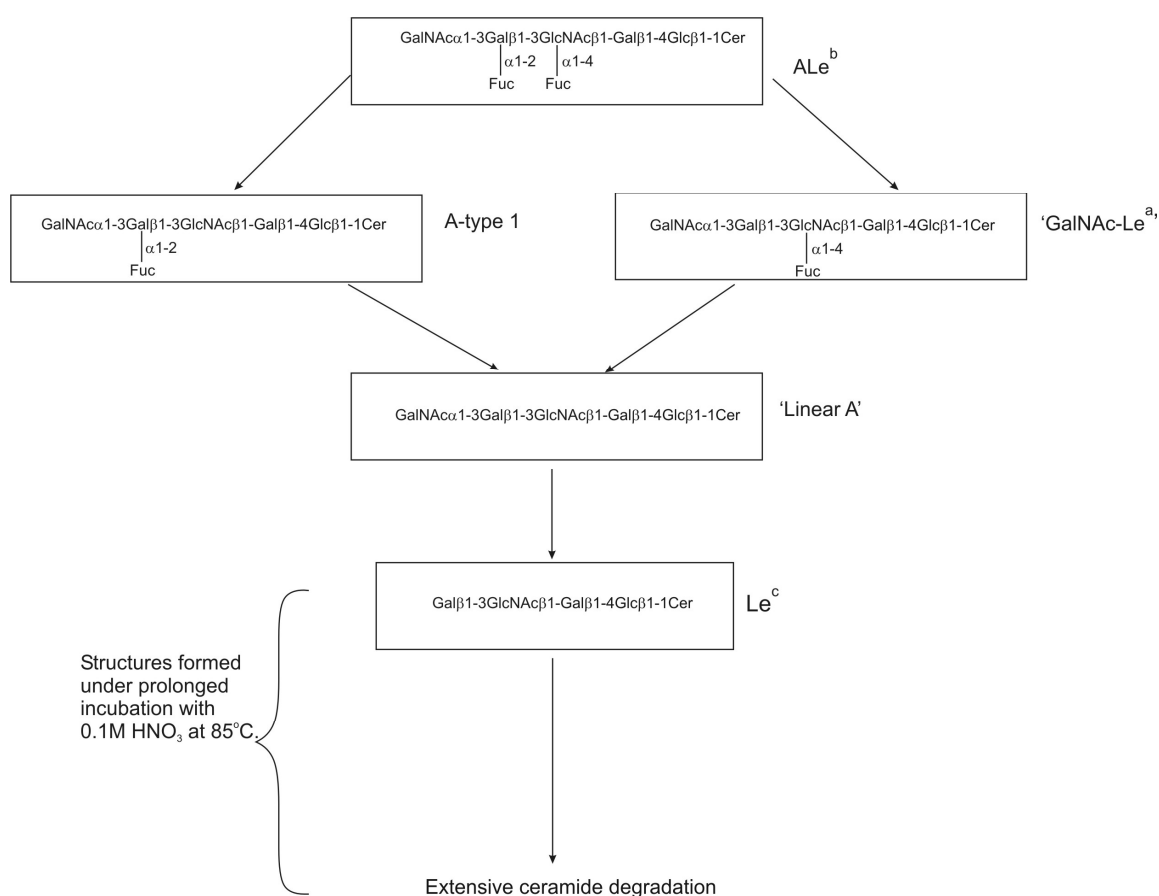 GalNAcα1-3Galβ1-3GlcNAcβ1-Galβ1-4Glcβ1-1Cer
α1-2 α1-4
Fuc Fuc
ALeᵇ
GalNAcα1-3Galβ1-3GlcNAcβ1-Galβ1-4Glcβ1-1Cer
α1-2
Fuc
A-type 1
GalNAcα1-3Galβ1-3GlcNAcβ1-Galβ1-4Glcβ1-1Cer
α1-4
Fuc
‘GalNAc-Leᵃ’
GalNAcα1-3Galβ1-3GlcNAcβ1-Galβ1-4Glcβ1-1Cer
‘Linear A’
Galβ1-3GlcNAcβ1-Galβ1-4Glcβ1-1Cer
Leᶜ
Structures formed
under prolonged
incubation with
0.1M HNO₃ at 85°C.
Extensive ceramide degradation